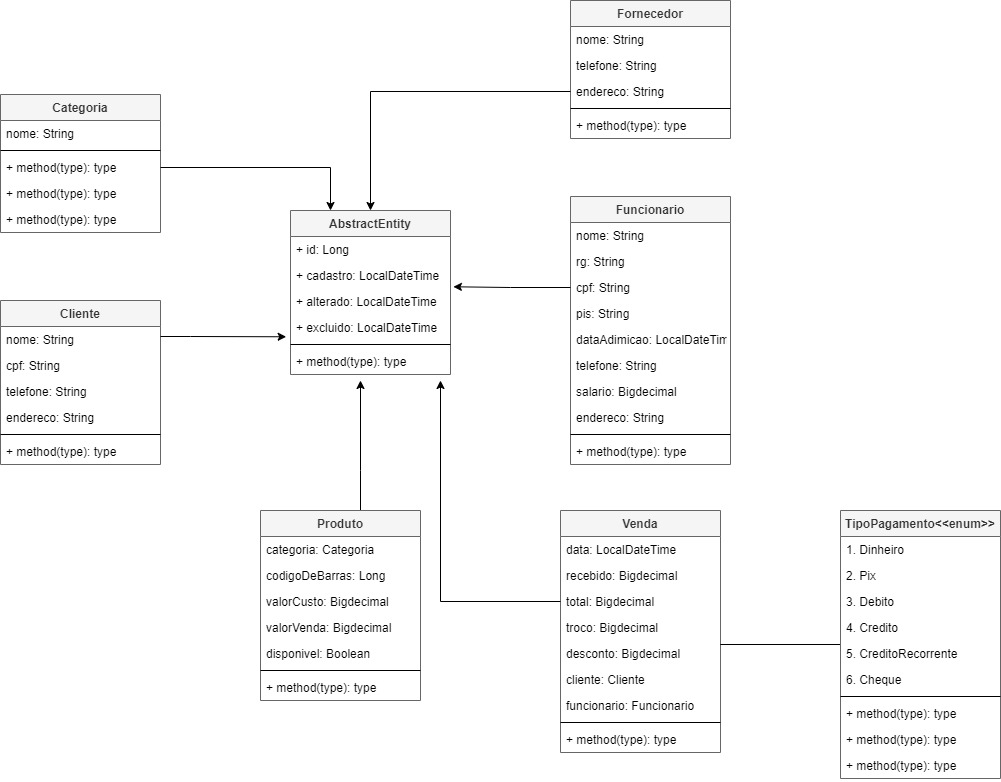 Fornecedor
nome: String
telefone: String
endereco: String
+ method(type): type
Categoria
nome: String
+ method(type): type
+ method(type): type
+ method(type): type
AbstractEntity
+ id: Long
+ cadastro: LocalDateTime
+ alterado: LocalDateTime
+ excluido: LocalDateTime
+ method(type): type
Funcionario
nome: String
rg: String
cpf: String
pis: String
dataAdimicao: LocalDateTim
telefone: String
salario: Bigdecimal
endereco: String
+ method(type): type
Cliente
nome: String
cpf: String
telefone: String
endereco: String
+ method(type): type
Produto
categoria: Categoria
codigoDeBarras: Long
valorCusto: Bigdecimal
valorVenda: Bigdecimal
disponivel: Boolean
+ method(type): type
Venda
data: LocalDateTime
recebido: Bigdecimal
total: Bigdecimal
troco: Bigdecimal
desconto: Bigdecimal
cliente: Cliente
funcionario: Funcionario
+ method(type): type
TipoPagamento<<enum>>
1. Dinheiro
2. Pix
3. Debito
4. Credito
5. CreditoRecorrente
6. Cheque
+ method(type): type
+ method(type): type
+ method(type): type